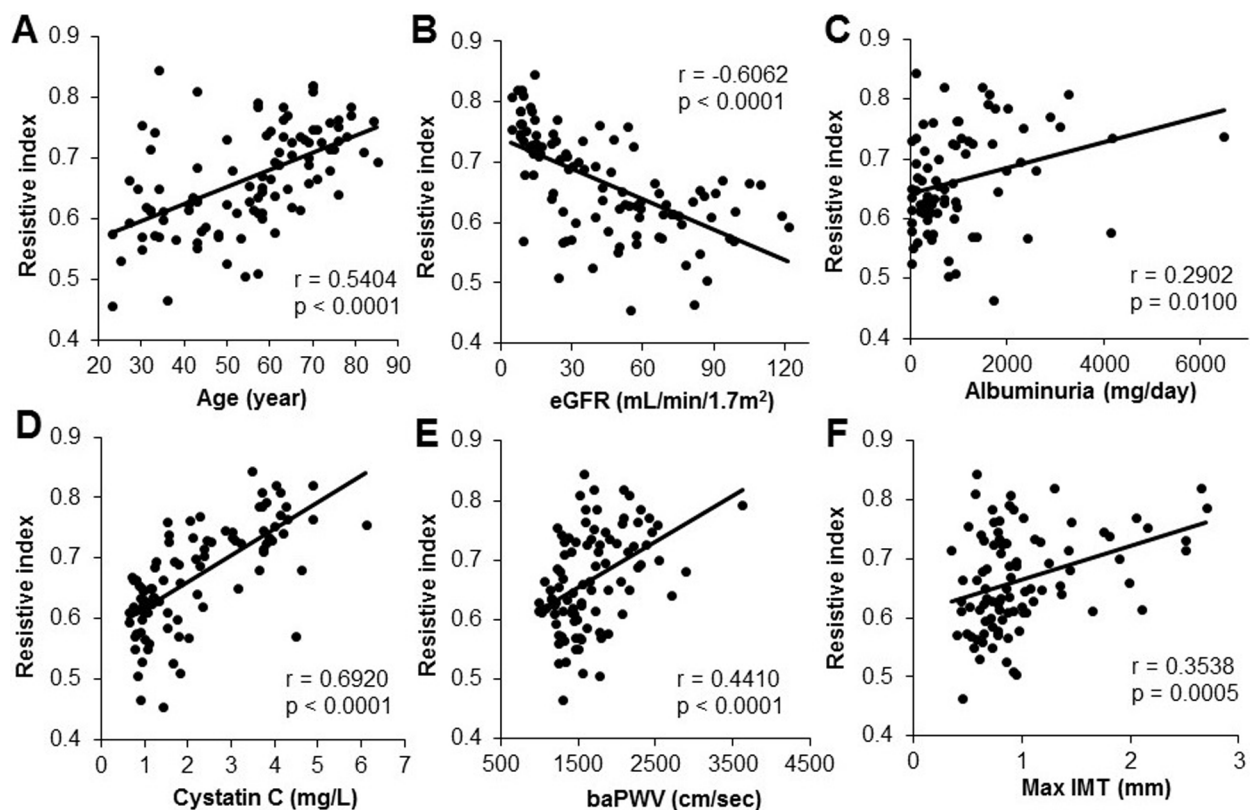 A
Resistive index
0.9
0.8
0.7
0.6
0.5
0.4
r = 0.5404
p < 0.0001
20 30 40 50 60 70 80 90
Age (year)
B
Resistive index
0.9
0.8
0.7
0.6
0.5
0.4
r = -0.6062
p < 0.0001
0 30 60 90 120
eGFR (mL/min/1.7m²)
C
Resistive index
0.9
0.8
0.7
0.6
0.5
0.4
r = 0.2902
p = 0.0100
0 2000 4000 6000
Albuminuria (mg/day)
D
Resistive index
0.9
0.8
0.7
0.6
0.5
0.4
r = 0.6920
p < 0.0001
0 1 2 3 4 5 6 7
Cystatin C (mg/L)
E
Resistive index
0.9
0.8
0.7
0.6
0.5
0.4
r = 0.4410
p < 0.0001
500 1500 2500 3500 4500
baPWV (cm/sec)
F
Resistive index
0.9
0.8
0.7
0.6
0.5
0.4
r = 0.3538
p = 0.0005
0 1 2 3
Max IMT (mm)